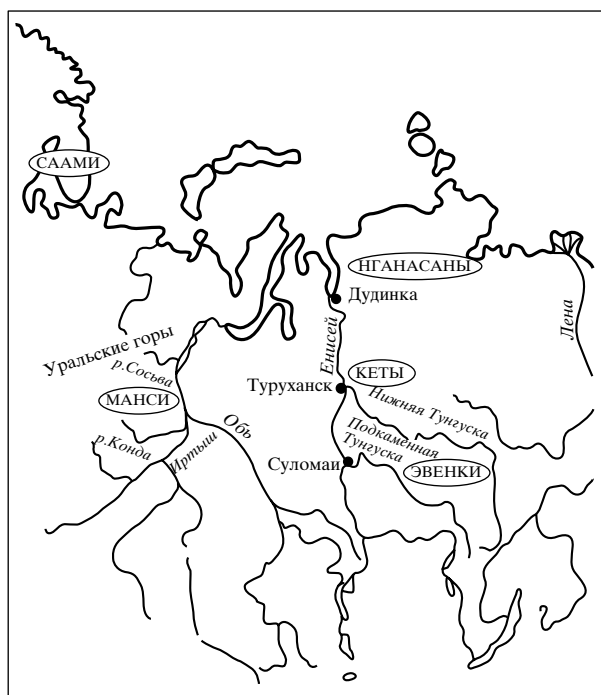 СААМИ
НГАНАСАНЫ
Дудинка
Лена
Енисей
Уральские горы
р.Сосьва
КЕТЫ
Туруханск
МАНСИ
Нижняя Тунгуска
Обь
Подкаменная
Тунгуска
р.Конда
Иртыш
Суломаи
ЭВЕНКИ